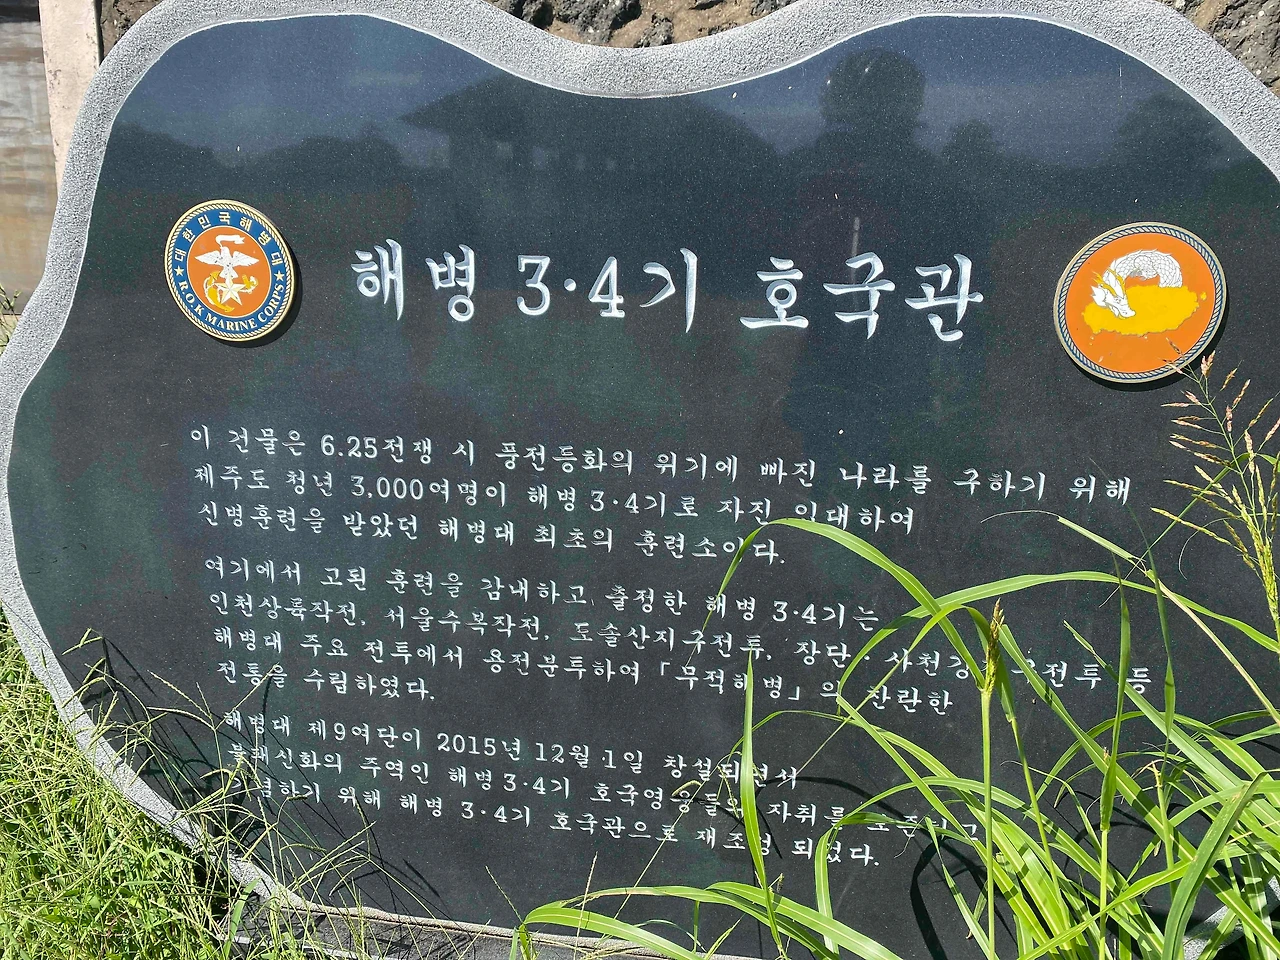 대한민국해병대
R.O.K MARINE CORPS
해병 3·4기 호국관
이 건물은 6.25전쟁 시 풍전등화의 위기에 빠진 나라를 구하기 위해
제주도 청년 3,000여명이 해병 3·4기로 자진 입대하여
신병훈련을 받았던 해병대 최초의 훈련소이다.
여기에서 고된 훈련을 감내하고 출정한 해병 3·4기는
인천상륙작전, 서울수복작전, 도솔산지구전투, 장단·사천강 전투 등
해병대 주요 전투에서 용전분투하여 「무적해병」의 찬란한
전통을 수립하였다.
해병대 제9여단이 2015년 12월 1일 창설되면서
불패신화의 주역인 해병 3·4기 호국영웅들의 자취를
위해 해병 3·4기 호국관으로 재조성 되었다.